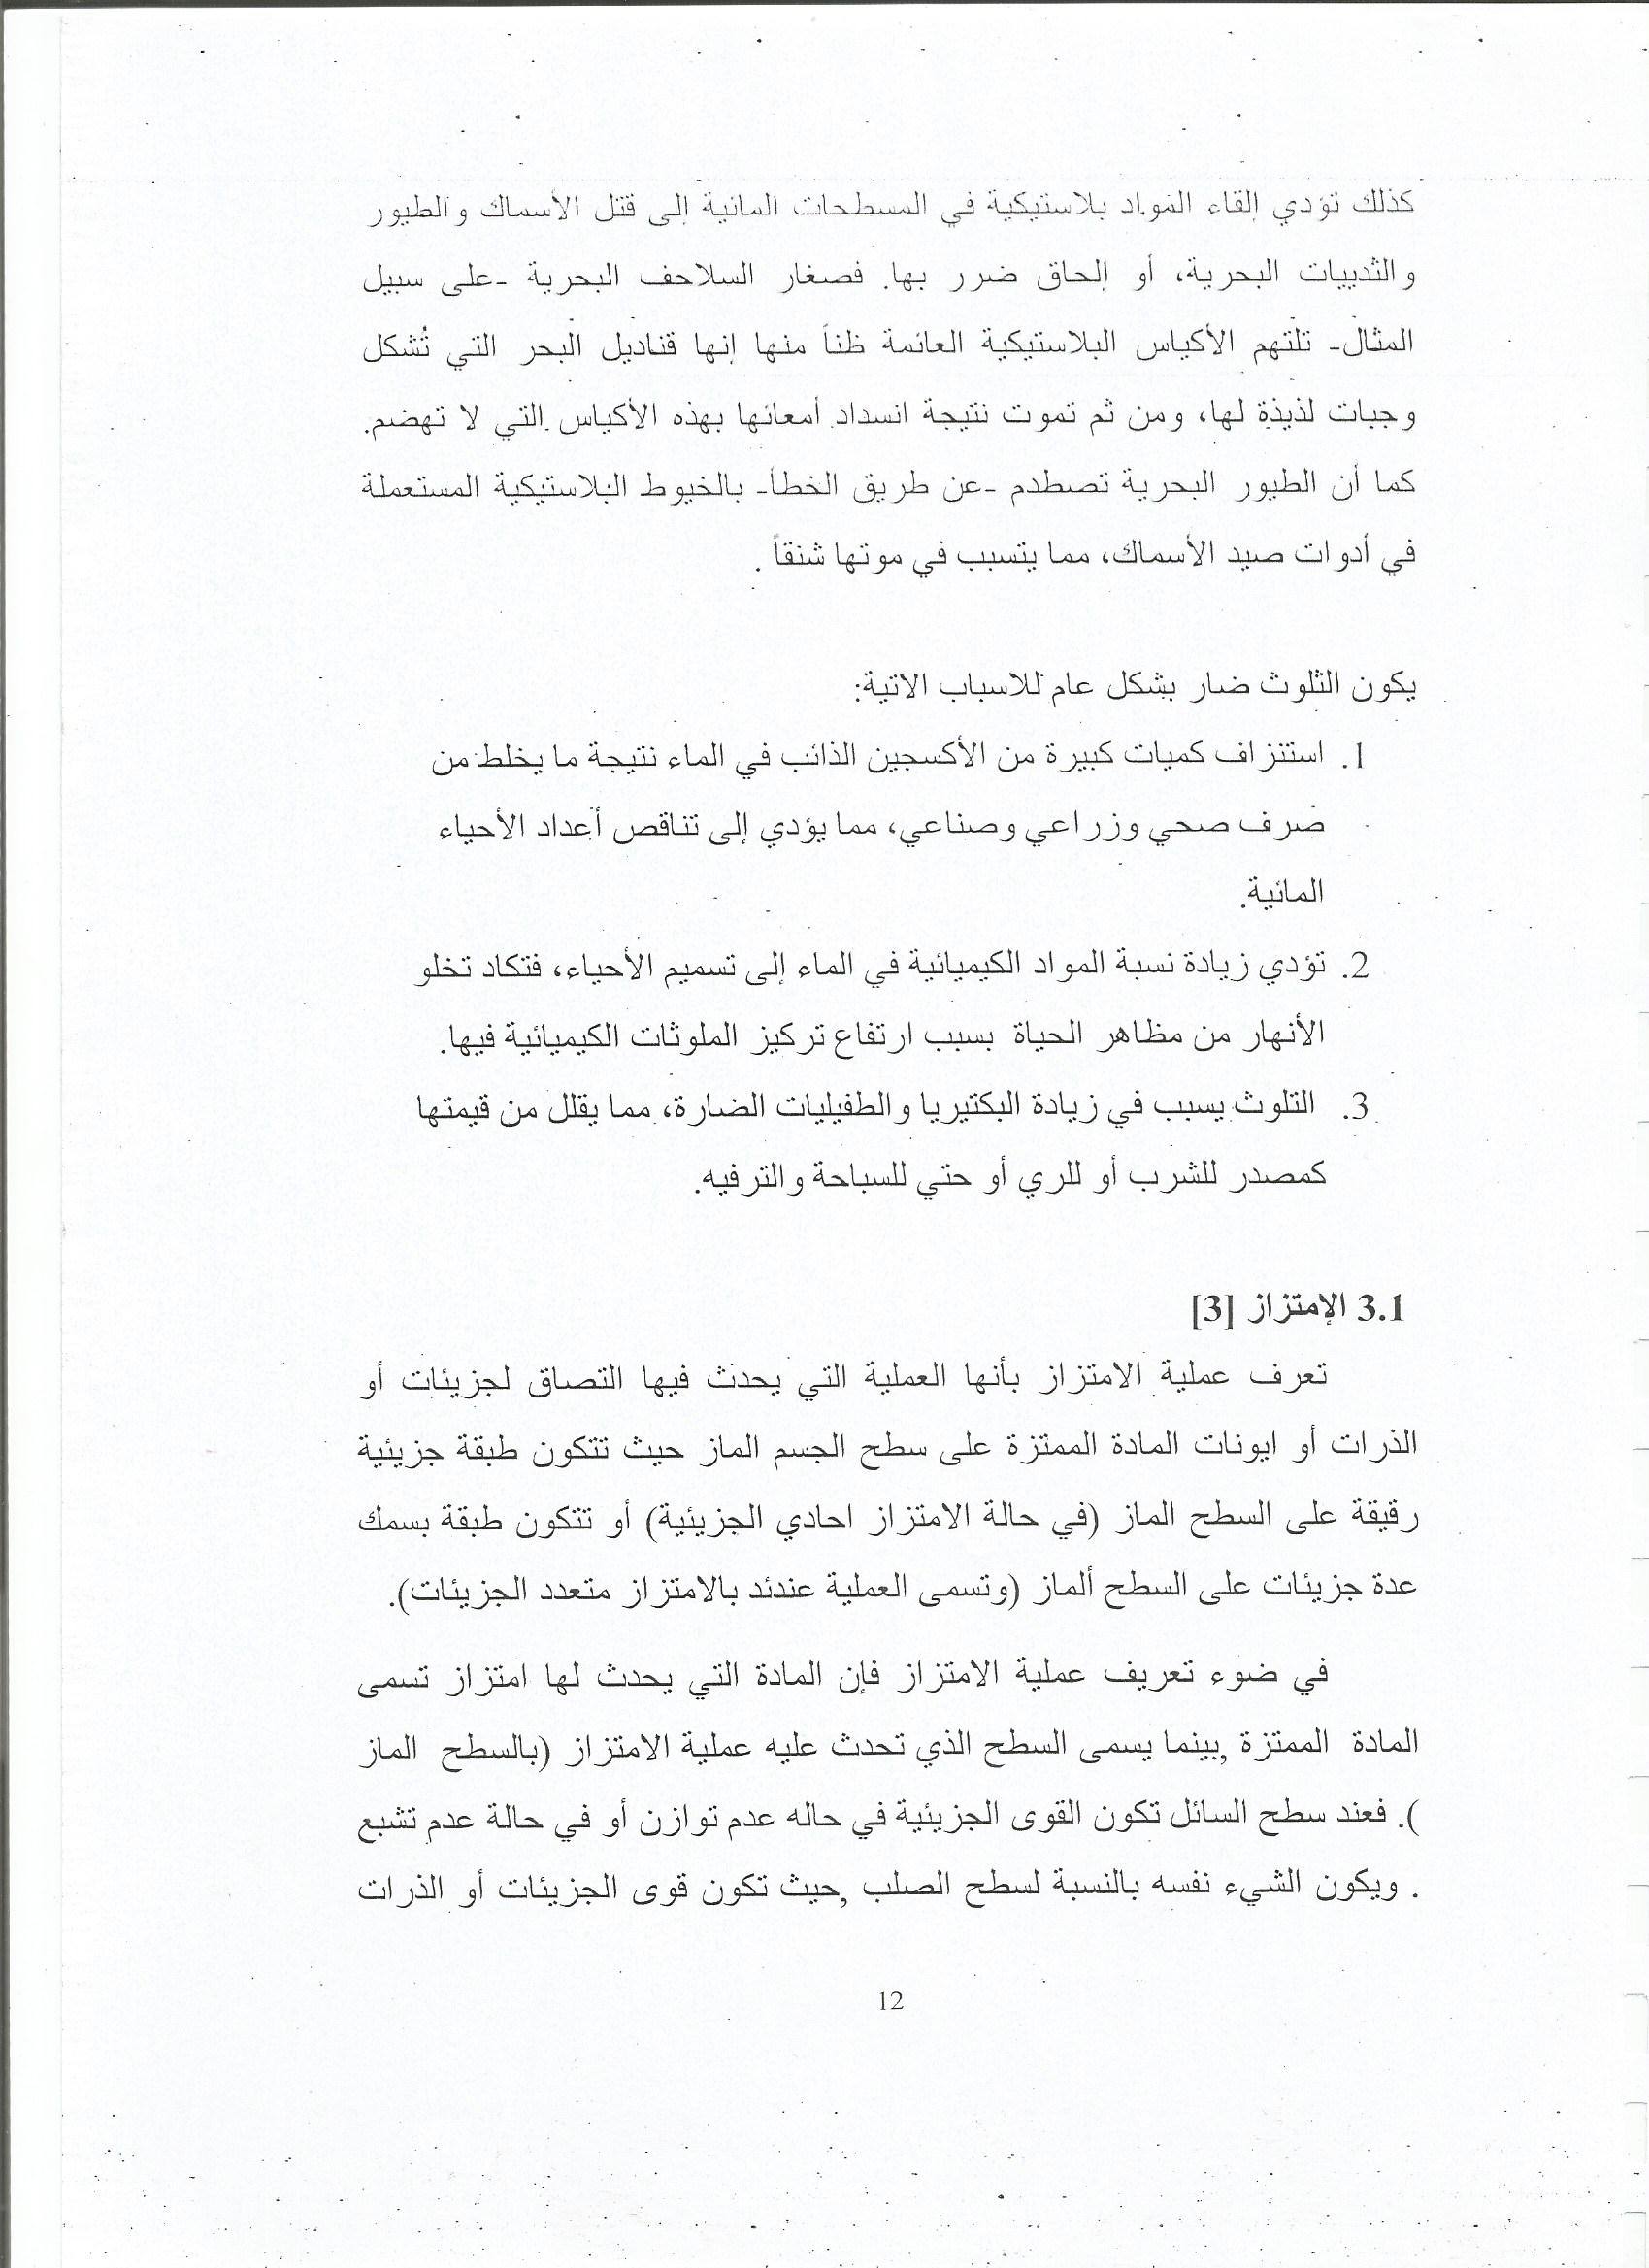 كذلك تؤدي إلقاء المواد بلاستيكية في المسطحات المائية إلى قتل الأسماك والطيور
والثدييات البحرية، أو إلحاق ضرر بها. فصغار السلاحف البحرية -على سبيل
المثال- تلتهم الأكياس البلاستيكية العائمة ظناً منها إنها قناديل البحر التي تُشكل
وجبات لذيذة لها، ومن ثم تموت نتيجة انسداد أمعائها بهذه الأكياس التي لا تهضم.
كما أن الطيور البحرية تصطدم -عن طريق الخطأ- بالخيوط البلاستيكية المستعملة
في أدوات صيد الأسماك، مما يتسبب في موتها شنقاً .
يكون الثلوث ضار بشكل عام للاسباب الاتية:
1. استنزاف كميات كبيرة من الأكسجين الذائب في الماء نتيجة ما يخلط من
صرف صحي وزراعي وصناعي، مما يؤدي إلى تناقص أعداد الأحياء
المائية.
2. تؤدي زيادة نسبة المواد الكيميائية في الماء إلى تسميم الأحياء، فتكاد تخلو
الأنهار من مظاهر الحياة بسبب ارتفاع تركيز الملوثات الكيميائية فيها.
3. التلوث يسبب في زيادة البكتيريا والطفيليات الضارة، مما يقلل من قيمتها
كمصدر للشرب أو للري أو حتي للسباحة والترفيه.
3.1 الإمتزاز [3]
تعرف عملية الامتزاز بأنها العملية التي يحدث فيها التصاق لجزيئات أو
الذرات أو ايونات المادة الممتزة على سطح الجسم الماز حيث تتكون طبقة جزيئية
رقيقة على السطح الماز (في حالة الامتزاز احادي الجزيئية) أو تتكون طبقة بسمك
عدة جزيئات على السطح ألماز (وتسمى العملية عندئد بالامتزاز متعدد الجزيئات).
في ضوء تعريف عملية الامتزاز فإن المادة التي يحدث لها امتزاز تسمى
المادة الممتزة ,بينما يسمى السطح الذي تحدث عليه عملية الامتزاز (بالسطح الماز
). فعند سطح السائل تكون القوى الجزيئية في حاله عدم توازن أو في حالة عدم تشبع
. ويكون الشيء نفسه بالنسبة لسطح الصلب ,حيث تكون قوى الجزيئات أو الذرات
12